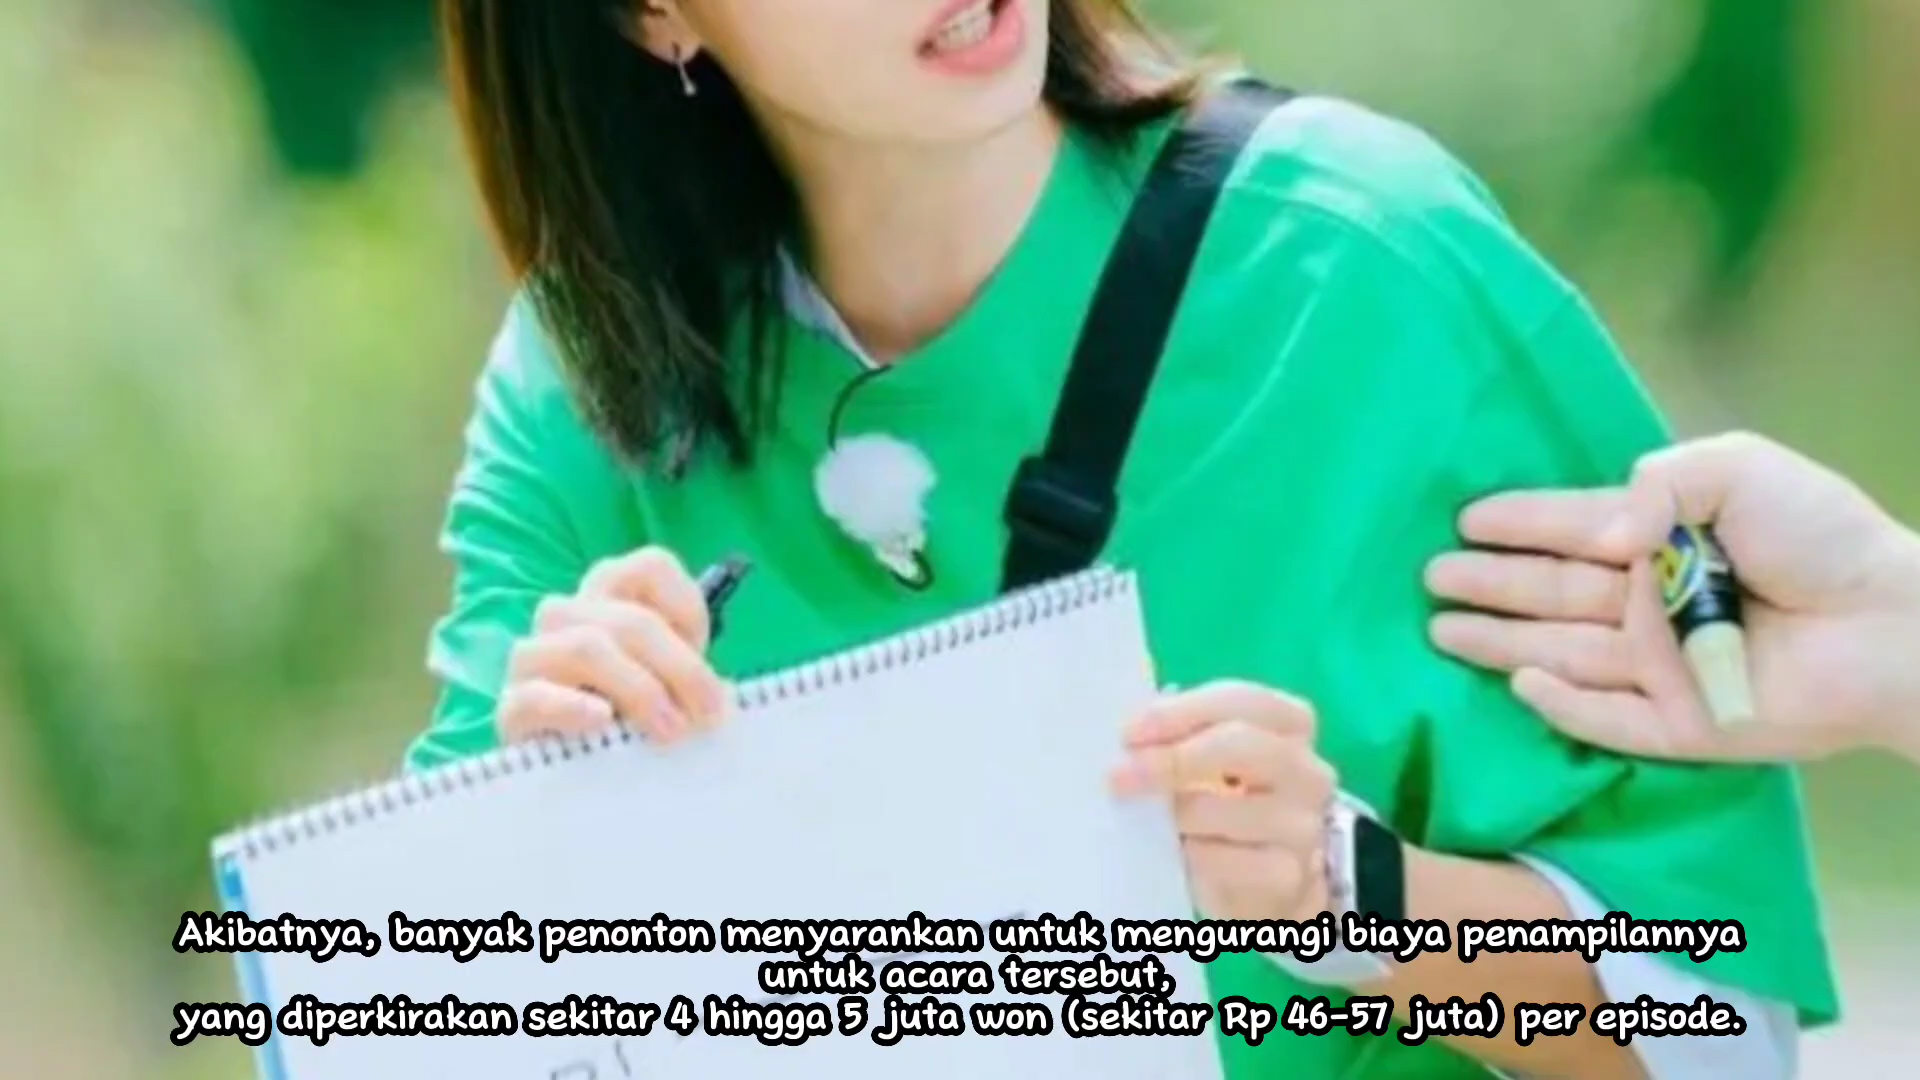 Akibatnya, banyak penonton menyarankan untuk mengurangi biaya penampilannya
untuk acara tersebut,
yang diperkirakan sekitar 4 hingga 5 juta won (sekitar Rp 46-57 juta) per episode.